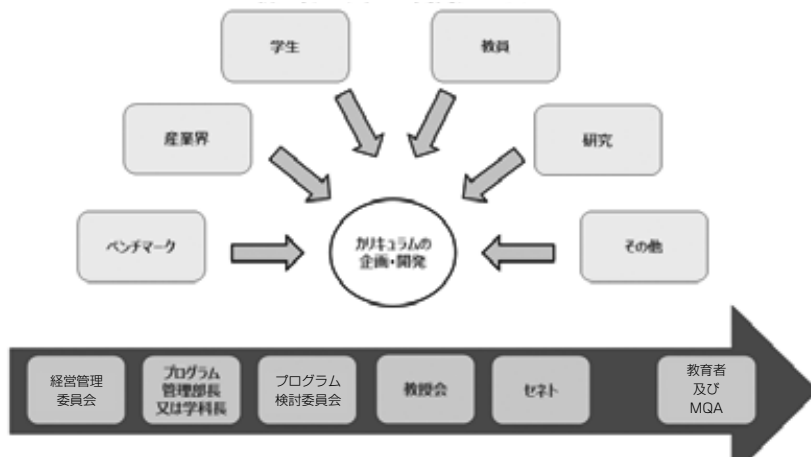 学生
教員
産業界
研究
ベンチマーク
カリキュラムの
企画・開発
その他
経営管理
委員会
プログラム
管理部長
又は学科長
プログラム
検討委員会
教授会
セネト
教育者
及び
MQA